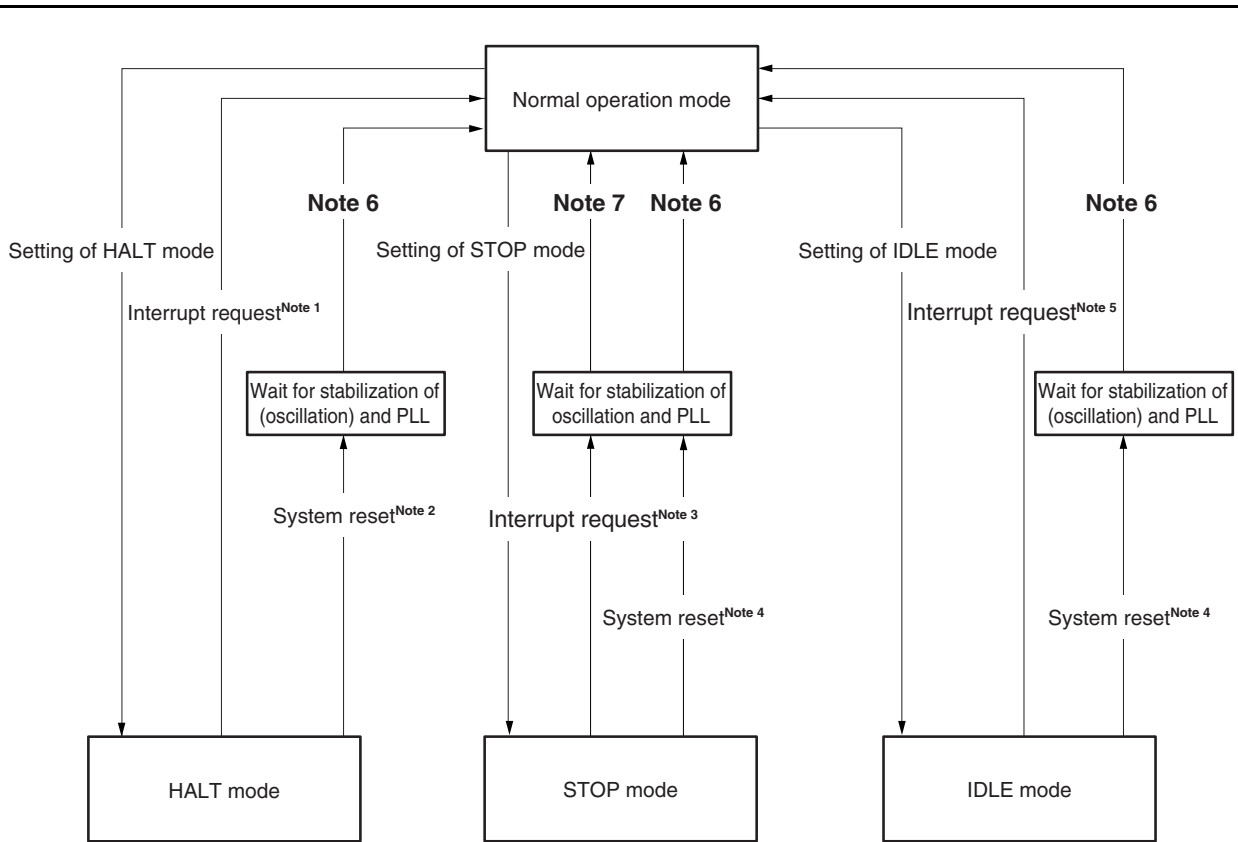 Normal operation mode
Note 6
Note 7
Note 6
Note 6
Setting of HALT mode
Setting of STOP mode
Setting of IDLE mode
Interrupt requestNote 1
Interrupt requestNote 5
Wait for stabilization of
(oscillation) and PLL
Wait for stabilization of
oscillation and PLL
Wait for stabilization of
(oscillation) and PLL
System resetNote 2
Interrupt requestNote 3
System resetNote 4
System resetNote 4
HALT mode
STOP mode
IDLE mode